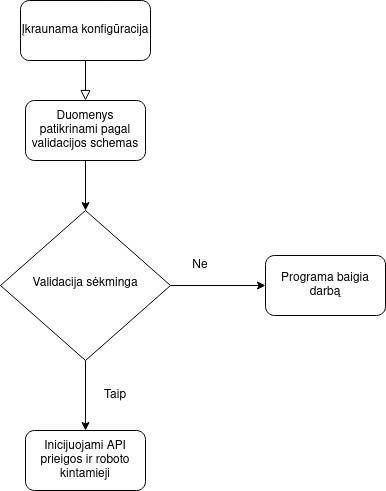 Įkraunama konfigūracija
Duomenys
patikrinami pagal
validacijos schemas
Validacija sėkminga
Ne
Programa baigia
darbą
Taip
Inicijuojami API
prieigos ir roboto
kintamieji